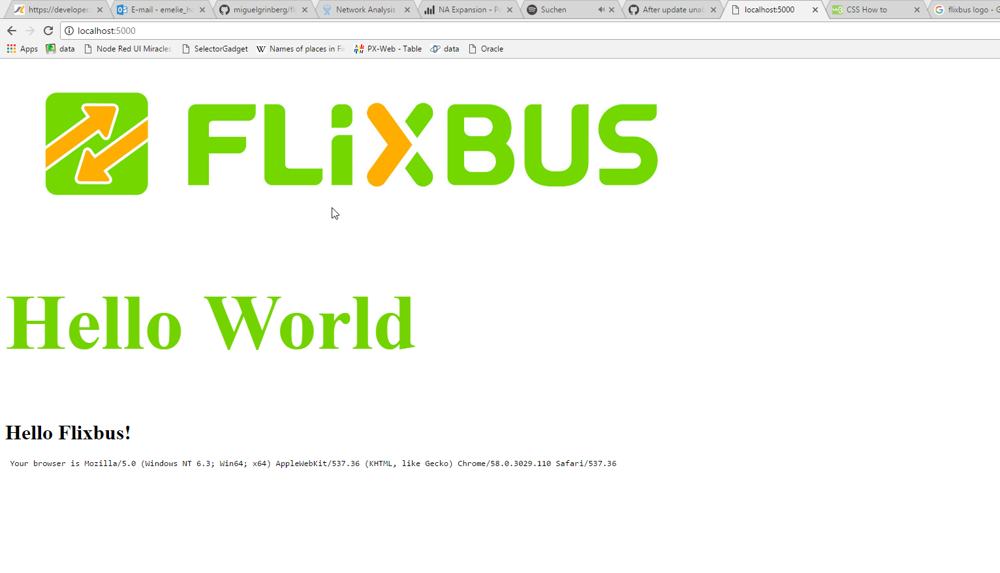 https://developer.
E-mail - emelie_h
miguelgrinberg/fl
Network Analysis
NA Expansion - Po
Suchen
After update una
localhost:5000
CSS How to
flixbus logo - G
localhost:5000
Apps data Node Red UI Miracles SelectorGadget Names of places in Fi PX-Web - Table data Oracle
FLiXBUS
Hello World
Hello Flixbus!
Your browser is Mozilla/5.0 (Windows NT 6.3; Win64; x64) AppleWebKit/537.36 (KHTML, like Gecko) Chrome/58.0.3029.110 Safari/537.36